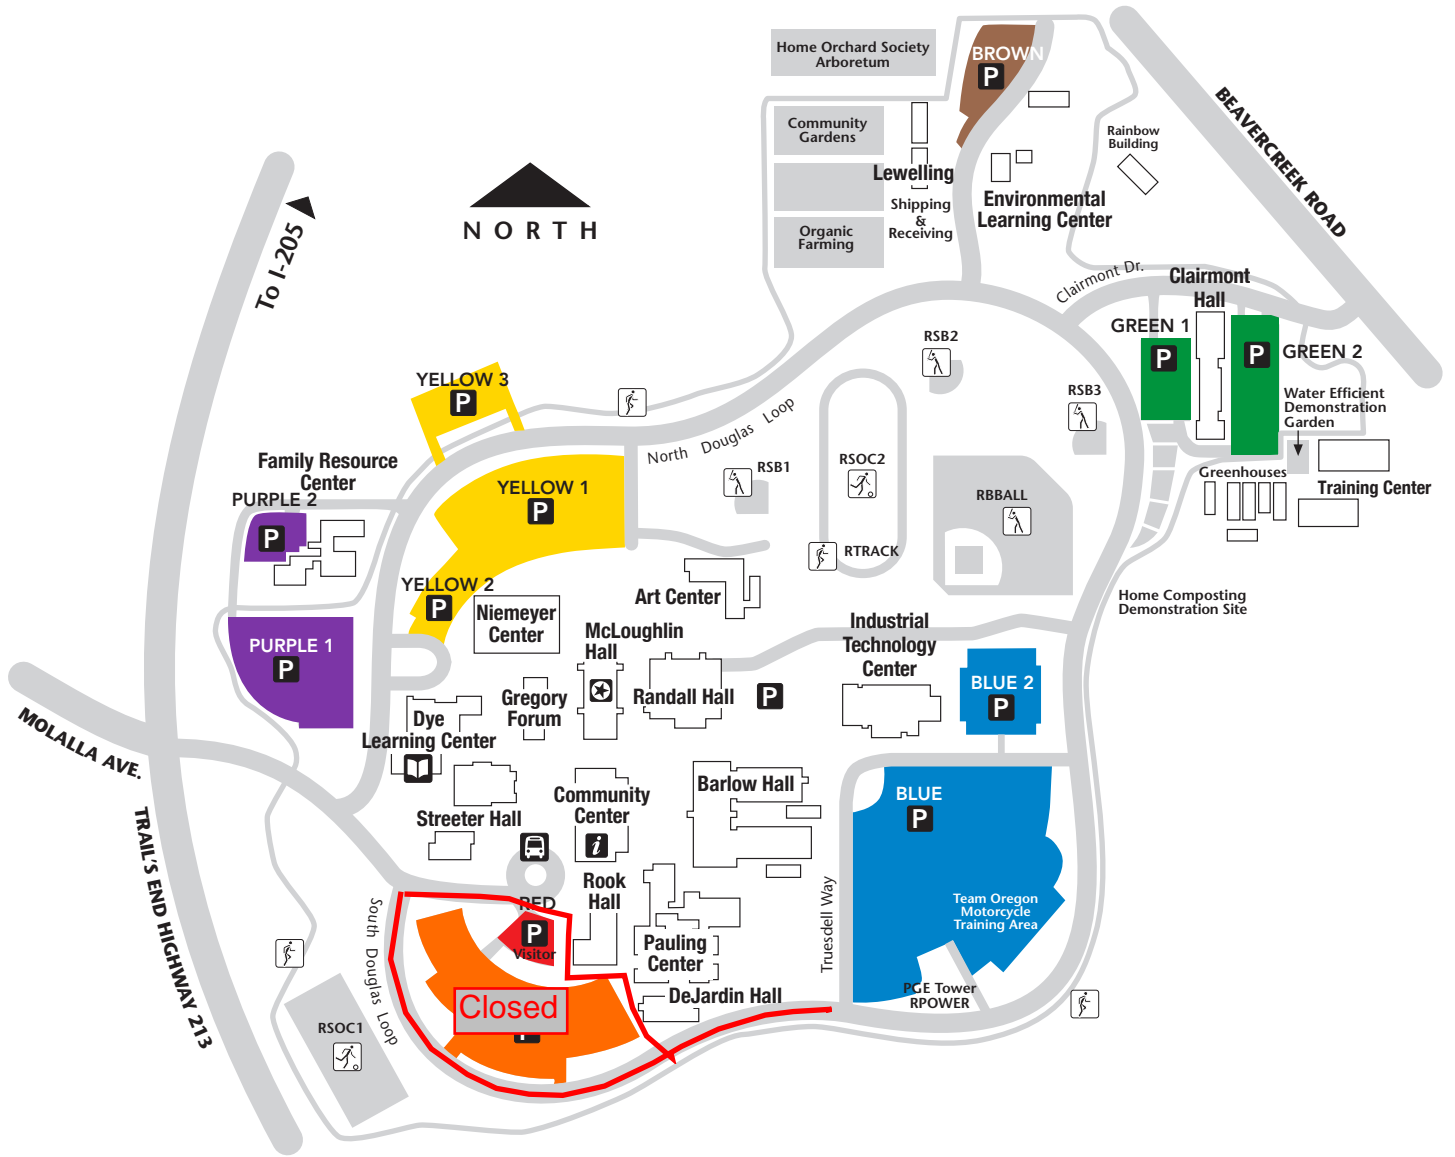 Home Orchard Society
Arboretum
BROWN
P
Community
Gardens
Lewelling
Shipping
&
Receiving
Organic
Farming
Environmental
Learning Center
Rainbow
Building
BEAVERCREEK ROAD
NORTH
To I-205
Clairmont Dr.
Clairmont
Hall
GREEN 1
P
P
GREEN 2
Water Efficient
Demonstration
Garden
Greenhouses
Training Center
RSB2
RSB3
YELLOW 3
P
North Douglas Loop
RSB1
RSOC2
RBBALL
RTRACK
Family Resource
Center
PURPLE 2
P
YELLOW 1
P
YELLOW 2
P
Niemeyer
Center
Art Center
Home Composting
Demonstration Site
PURPLE 1
P
McLoughlin
Hall
Industrial
Technology
Center
Gregory
Forum
Randall Hall
P
BLUE 2
P
MOLALLA AVE.
Dye
Learning Center
Streeter Hall
Community
Center
i
Barlow Hall
BLUE
P
TRAIL'S END HIGHWAY 213
Rook
Hall
RED
P
Visitor
South Douglas Loop
Truesdell Way
Team Oregon
Motorcycle
Training Area
Pauling
Center
DeJardin Hall
PGE Tower
RPOWER
Closed
RSOC1